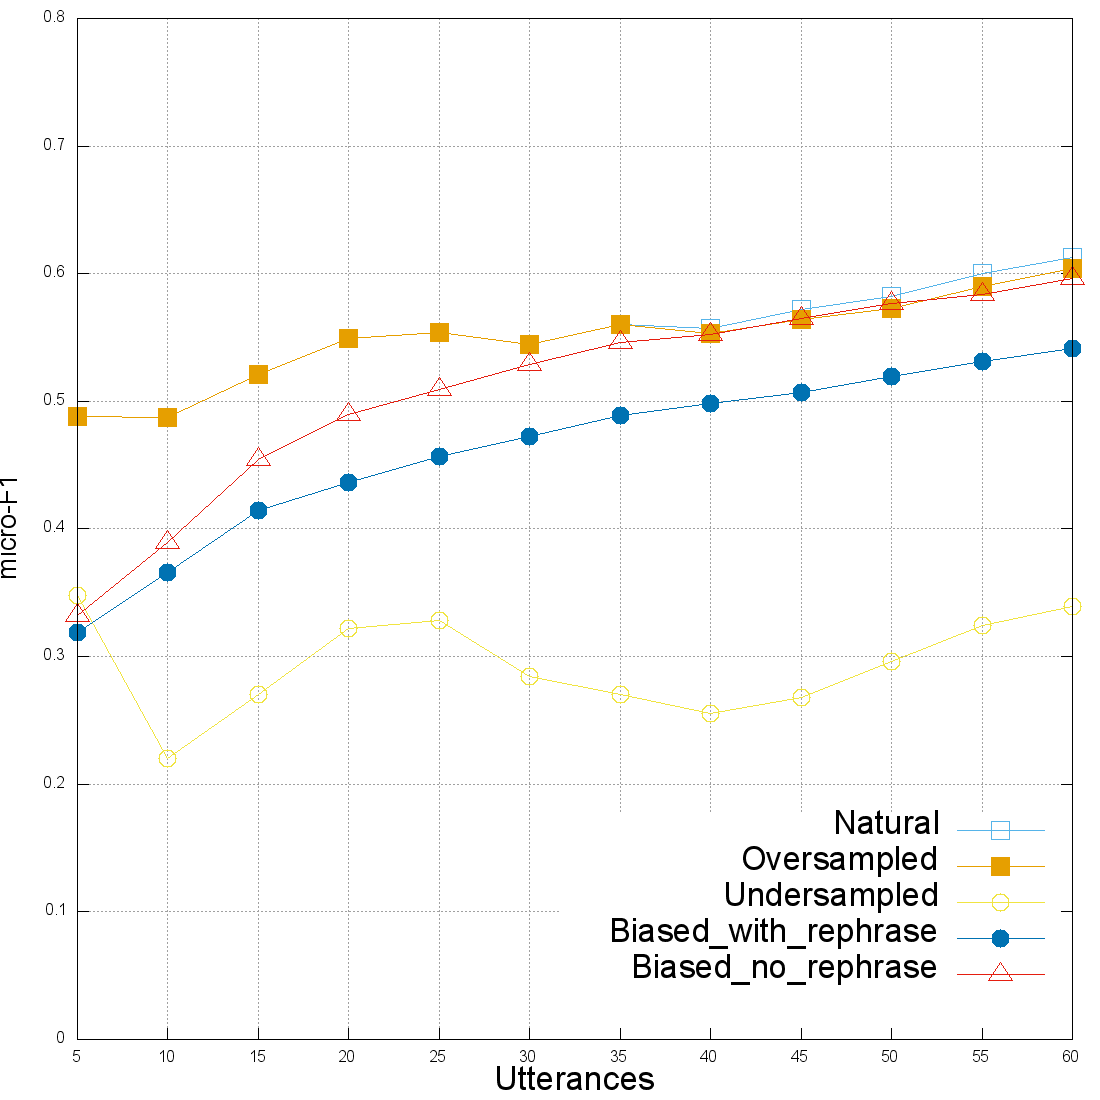 0.8
0.7
0.6
0.5
0.4
0.3
0.2
0.1
0
micro-F1
Natural
Oversampled
Undersampled
Biased_with_rephrase
Biased_no_rephrase
5 10 15 20 25 30 35 40 45 50 55 60
Utterances